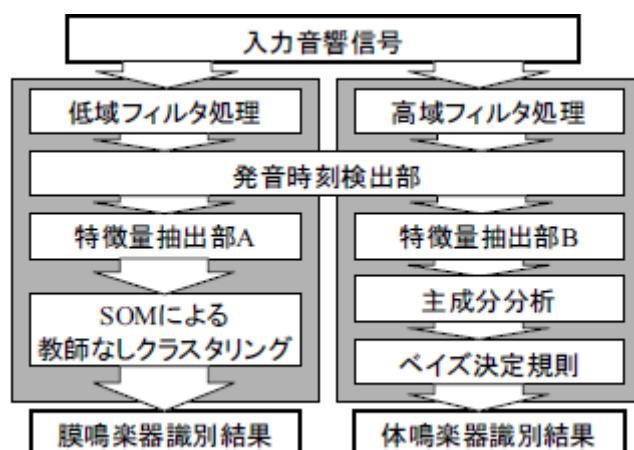 入力音響信号
低域フィルタ処理
高域フィルタ処理
発音時刻検出部
特徴量抽出部A
特徴量抽出部B
SOMによる
教師なしクラスタリング
主成分分析
ベイズ決定規則
膜鳴楽器識別結果
体鳴楽器識別結果